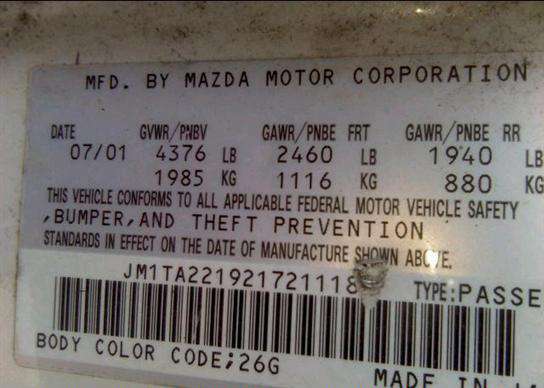 MFD. BY MAZDA MOTOR CORPORATION
DATE GVWR/PNBV GAWR/PNBE FRT GAWR/PNBE RR
07/01 4376 LB 2460 LB 1940 LB
1985 KG 1116 KG 880 KG
THIS VEHICLE CONFORMS TO ALL APPLICABLE FEDERAL MOTOR VEHICLE SAFETY
,BUMPER,AND THEFT PREVENTION
STANDARDS IN EFFECT ON THE DATE OF MANUFACTURE SHOWN ABOVE.
TYPE:PASSE
BODY COLOR CODE;26G
MADE IN